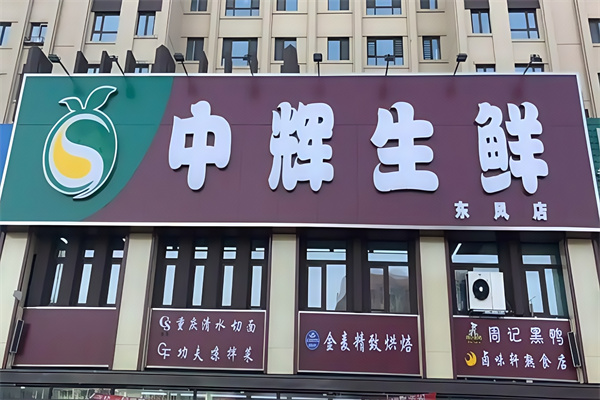 中辉生鲜
东风店
重庆清水切面
功夫凉拌菜
金麦精致烘焙
周记黑鸭
卤味轩熟食店